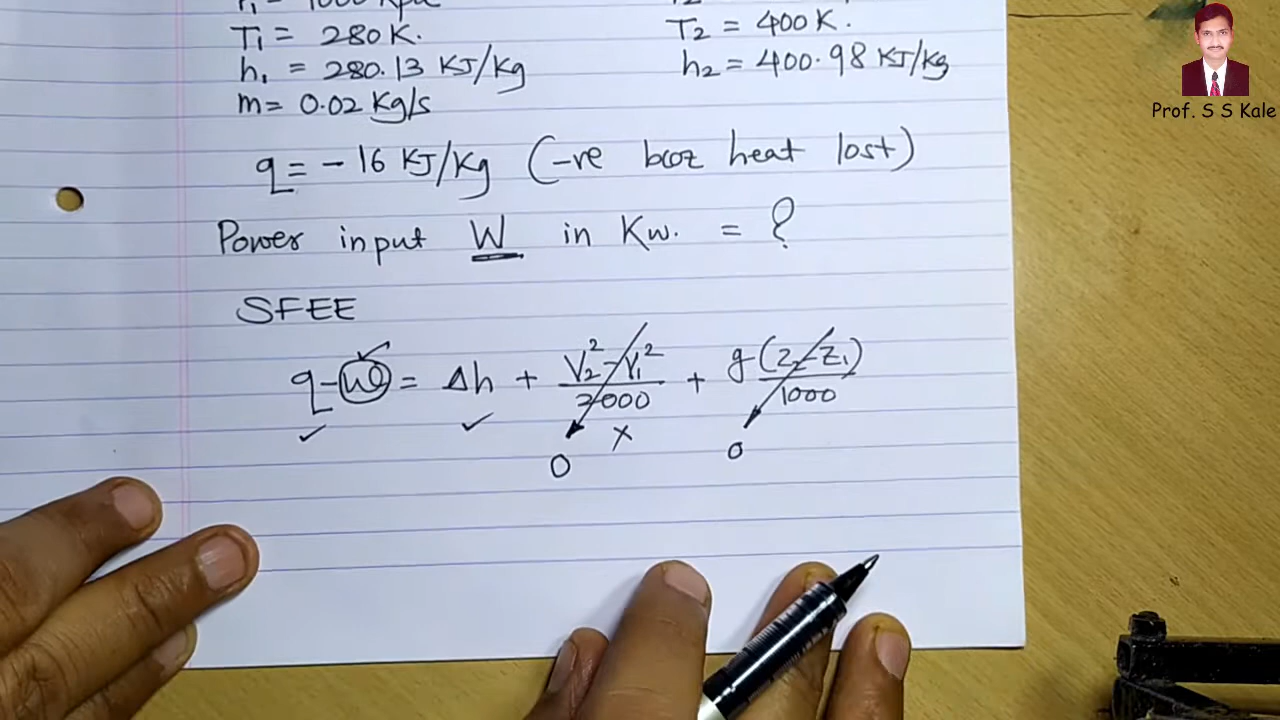 T₁ = 280 K.
T₂ = 400 K.
h₁ = 280.13 KJ/kg
h₂ = 400.98 KJ/kg
m = 0.02 Kg/s
q = -16 KJ/kg (-ve bcoz heat lost)
Power input W in Kw. = ?
SFEE
q - w = Δh + V₂² - V₁² / 2000 + g(Z₂ - Z₁) / 1000
0 × 0
Prof. S S Kale